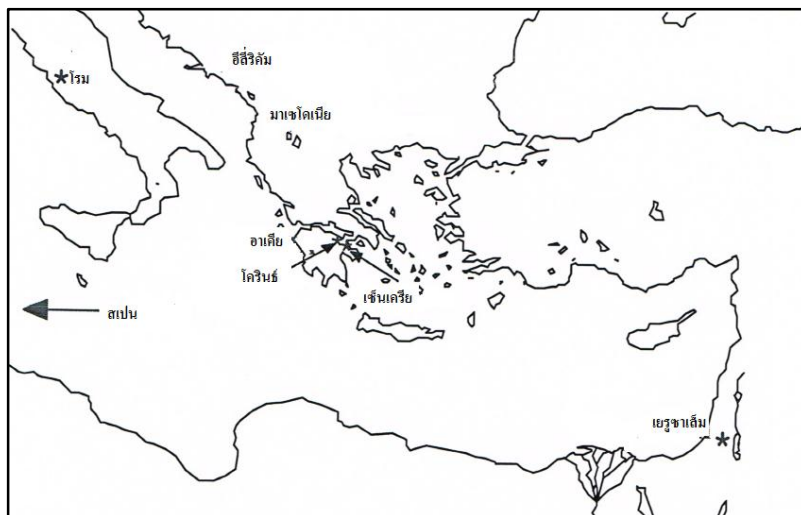 อีลี่ริคัม
โรม
มาเซโดเนีย
อาเคีย
โครินธ์
เซ็นเครีย
สเปน
เยรูซาเล็ม